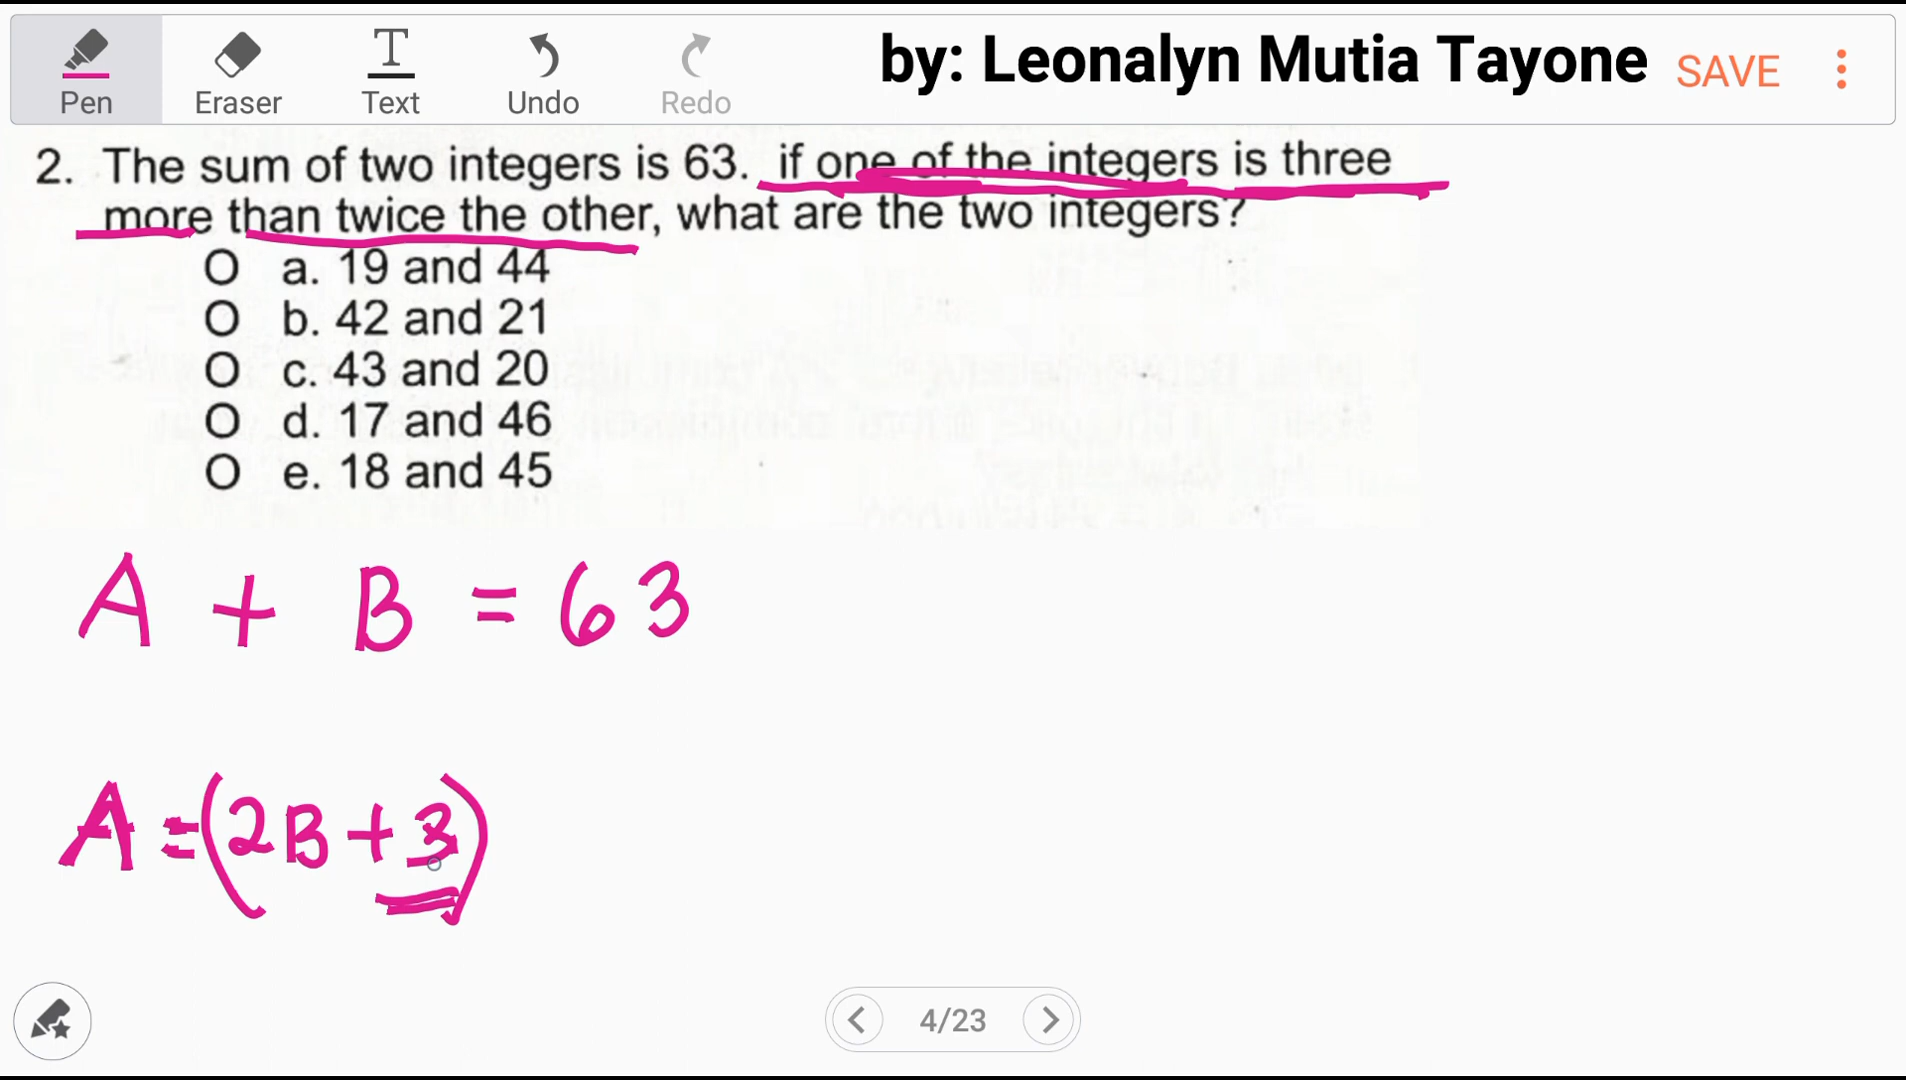 Pen
Eraser
Text
Undo
Redo
by: Leonalyn Mutia Tayone
SAVE
2. The sum of two integers is 63. if one of the integers is three
more than twice the other, what are the two integers?
O a. 19 and 44
O b. 42 and 21
O c. 43 and 20
O d. 17 and 46
O e. 18 and 45
A + B = 63
A = (2B + 3)
4/23